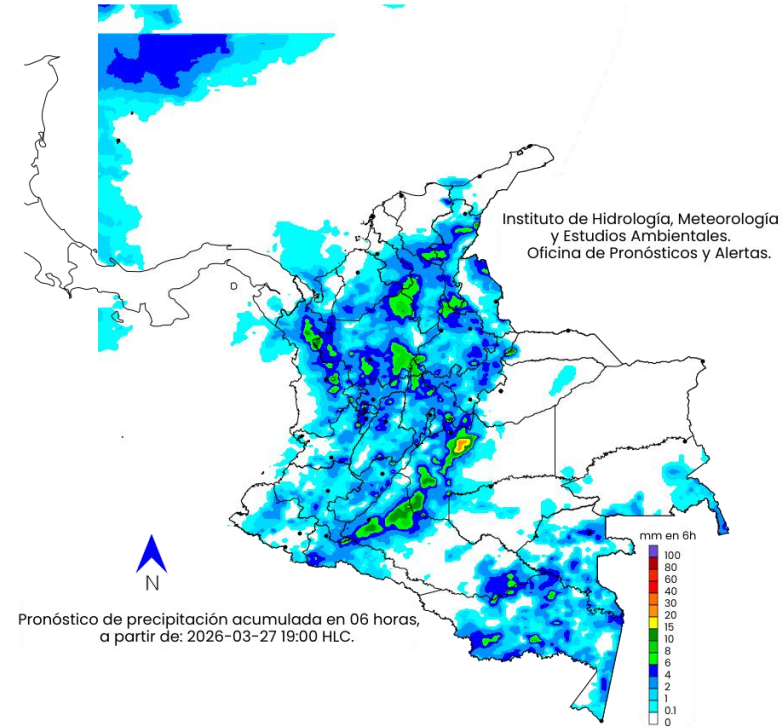 Instituto de Hidrología, Meteorología
y Estudios Ambientales.
Oficina de Pronósticos y Alertas.
N
Pronóstico de precipitación acumulada en 06 horas,
a partir de: 2026-03-27 19:00 HLC.
mm en 6h
100
80
60
40
30
20
15
10
8
6
4
2
1
0.1
0